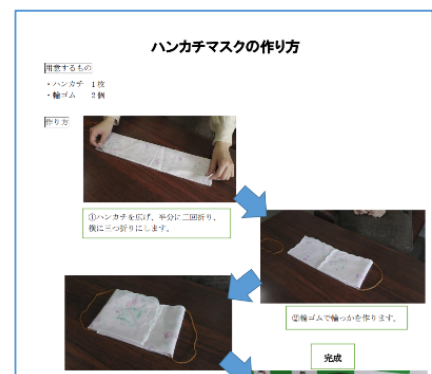 ハンカチマスクの作り方
用意するもの
・ハンカチ　1枚
・輪ゴム　2個
作り方
①ハンカチを広げ、半分に二回折り、
横に三つ折りにします。
②輪ゴムで輪っかを作ります。
完成